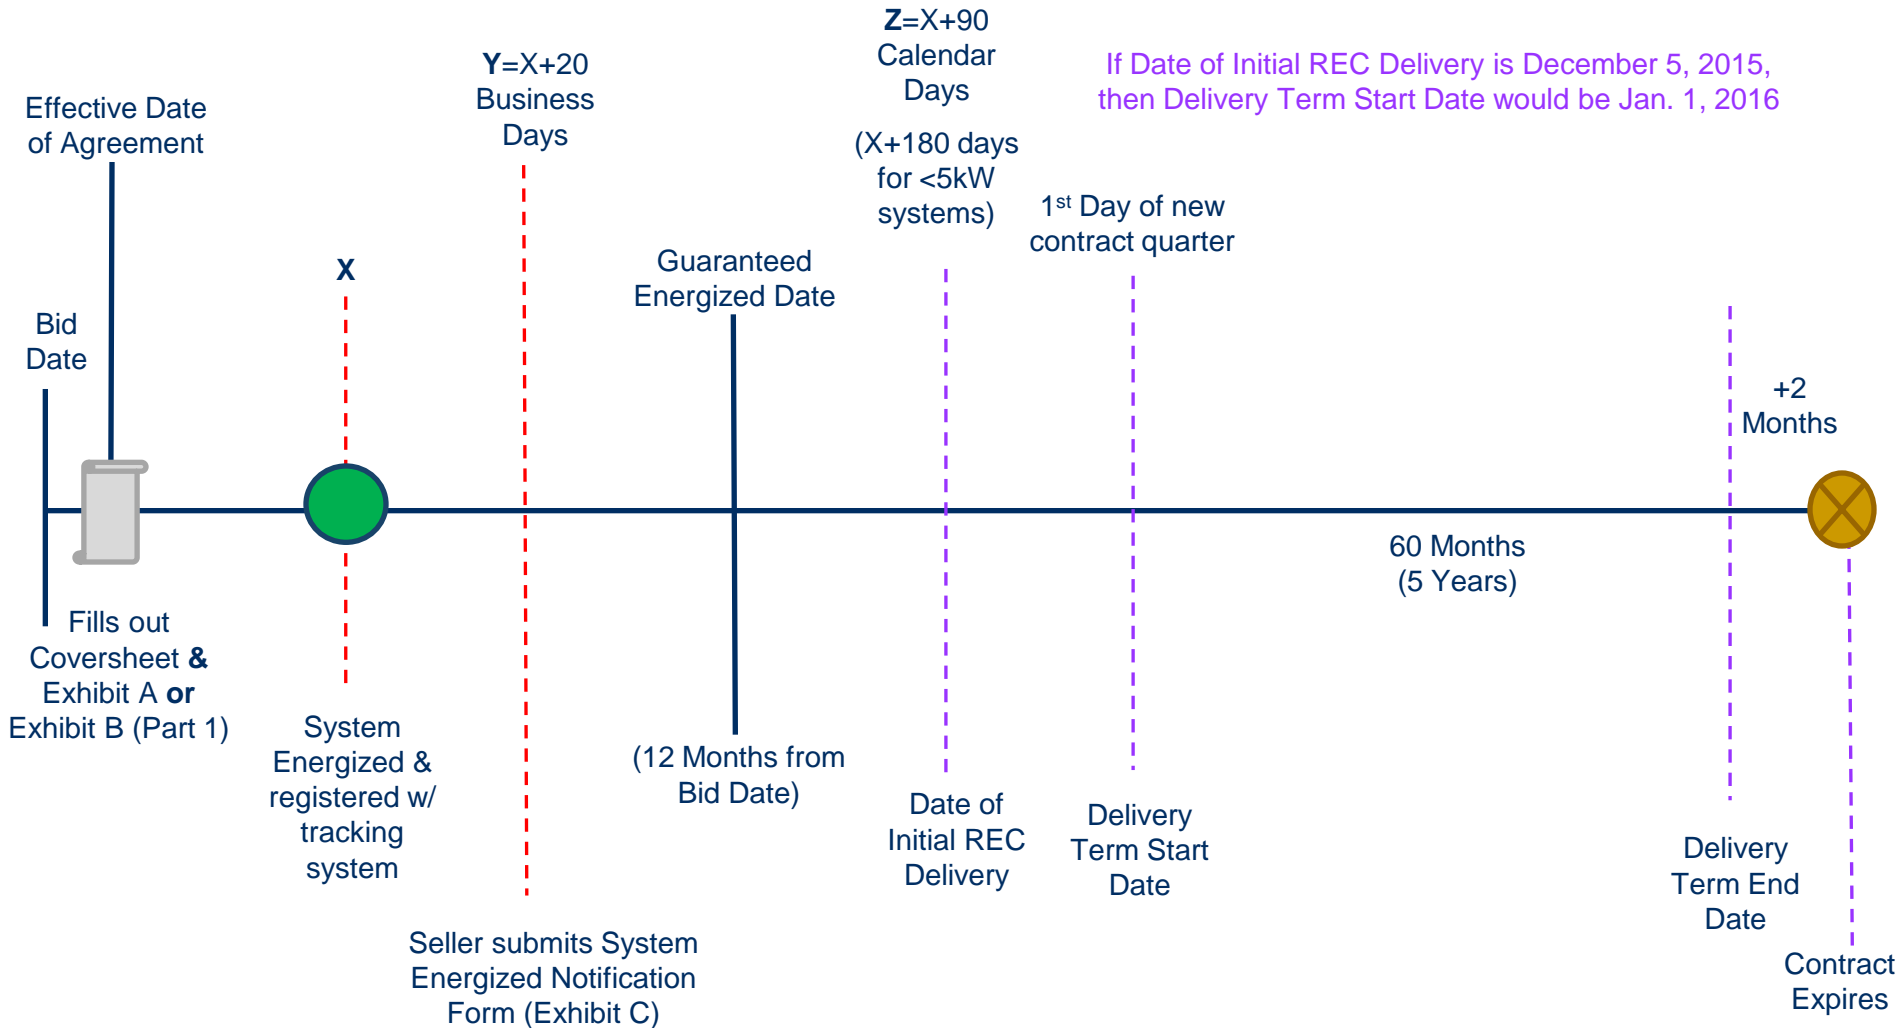 Z=X+90
Calendar
Days
(X+180 days
for <5kW
systems)
If Date of Initial REC Delivery is December 5, 2015,
then Delivery Term Start Date would be Jan. 1, 2016
Y=X+20
Business
Days
Effective Date
of Agreement
1st Day of new
contract quarter
X
Guaranteed
Energized Date
Bid
Date
+2
Months
60 Months
(5 Years)
Fills out
Coversheet &
Exhibit A or
Exhibit B (Part 1)
System
Energized &
registered w/
tracking
system
(12 Months from
Bid Date)
Date of
Initial REC
Delivery
Delivery
Term Start
Date
Delivery
Term End
Date
Seller submits System
Energized Notification
Form (Exhibit C)
Contract
Expires